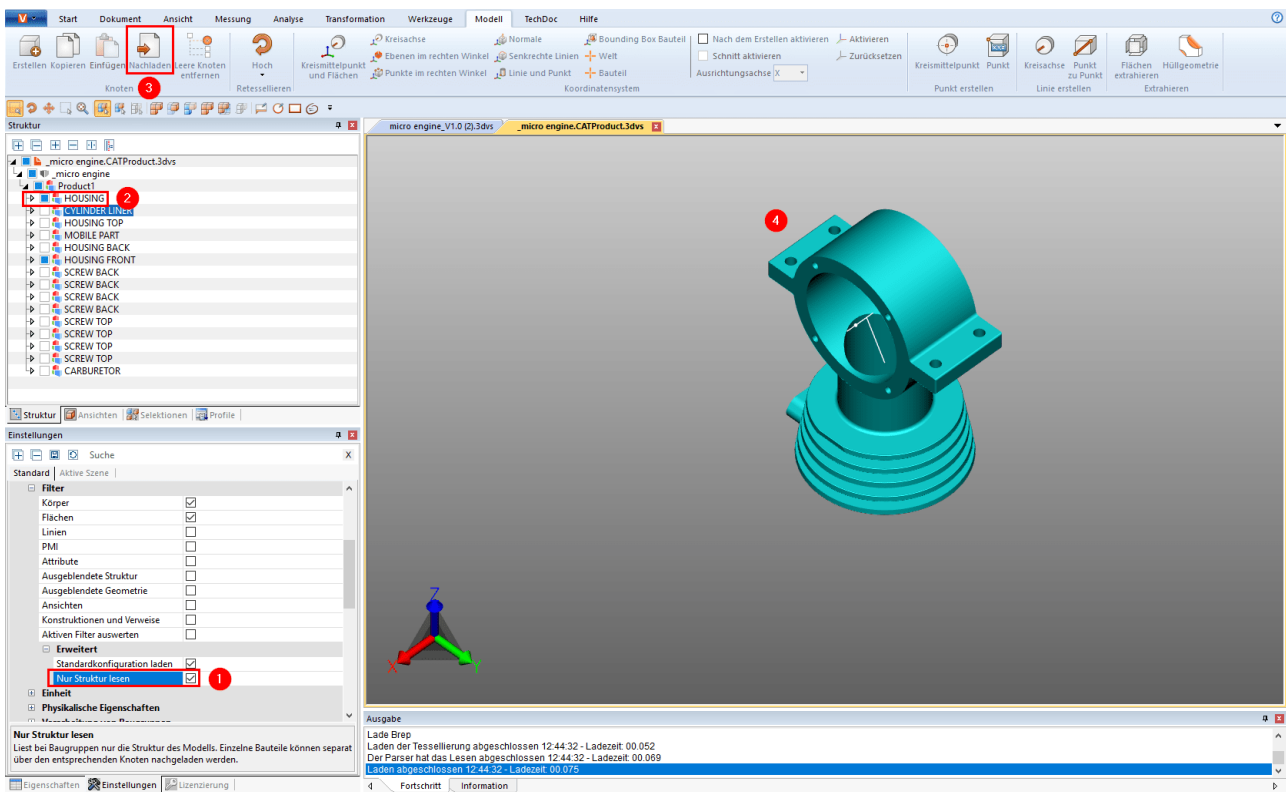 V Start Dokument Ansicht Messung Analyse Transformation Werkzeuge Modell TechDoc Hilfe
Erstellen Kopieren Einfügen Nachladen Leere Knoten entfernen
3
Knoten
Hoch
Retessellieren
Kreismittelpunkt und Flächen
Kreisachse Normale Bounding Box Bauteil
Ebenen im rechten Winkel Senkrechte Linien Welt
Punkte im rechten Winkel Linie und Punkt Bauteil
Nach dem Erstellen aktivieren Aktivieren
Schnitt aktivieren Zurücksetzen
Ausrichtungsachse X
Koordinatensystem
Kreismittelpunkt Punkt
Punkt erstellen
Kreisachse Punkt zu Punkt
Linie erstellen
Flächen extrahieren Hüllgeometrie
Extrahieren
Struktur
micro engine_V1.0 (2).3dvs _micro engine.CATProduct.3dvs
_micro engine.CATProduct.3dvs
_micro engine
Product1
HOUSING 2
CYLINDER LINER
HOUSING TOP
MOBILE PART
HOUSING BACK
HOUSING FRONT
SCREW BACK
SCREW BACK
SCREW BACK
SCREW BACK
SCREW TOP
SCREW TOP
SCREW TOP
SCREW TOP
CARBURETOR
Struktur Ansichten Selektionen Profile
4
Z
X
Y
Einstellungen
Suche X
Standard Aktive Szene
Filter
Körper
Flächen
Linien
PMI
Attribute
Ausgeblendete Struktur
Ausgeblendete Geometrie
Ansichten
Konstruktionen und Verweise
Aktiven Filter auswerten
Erweitert
Standardkonfiguration laden
Nur Struktur lesen 1
Einheit
Physikalische Eigenschaften
Nur Struktur lesen
Liest bei Baugruppen nur die Struktur des Modells. Einzelne Bauteile können separat
über den entsprechenden Knoten nachgeladen werden.
Eigenschaften Einstellungen Lizenzierung
Ausgabe
Lade Brep
Laden der Tessellierung abgeschlossen 12:44:32 - Ladezeit: 00.052
Der Parser hat das Lesen abgeschlossen 12:44:32 - Ladezeit: 00.069
Laden abgeschlossen 12:44:32 - Ladezeit: 00.075
Fortschritt Information